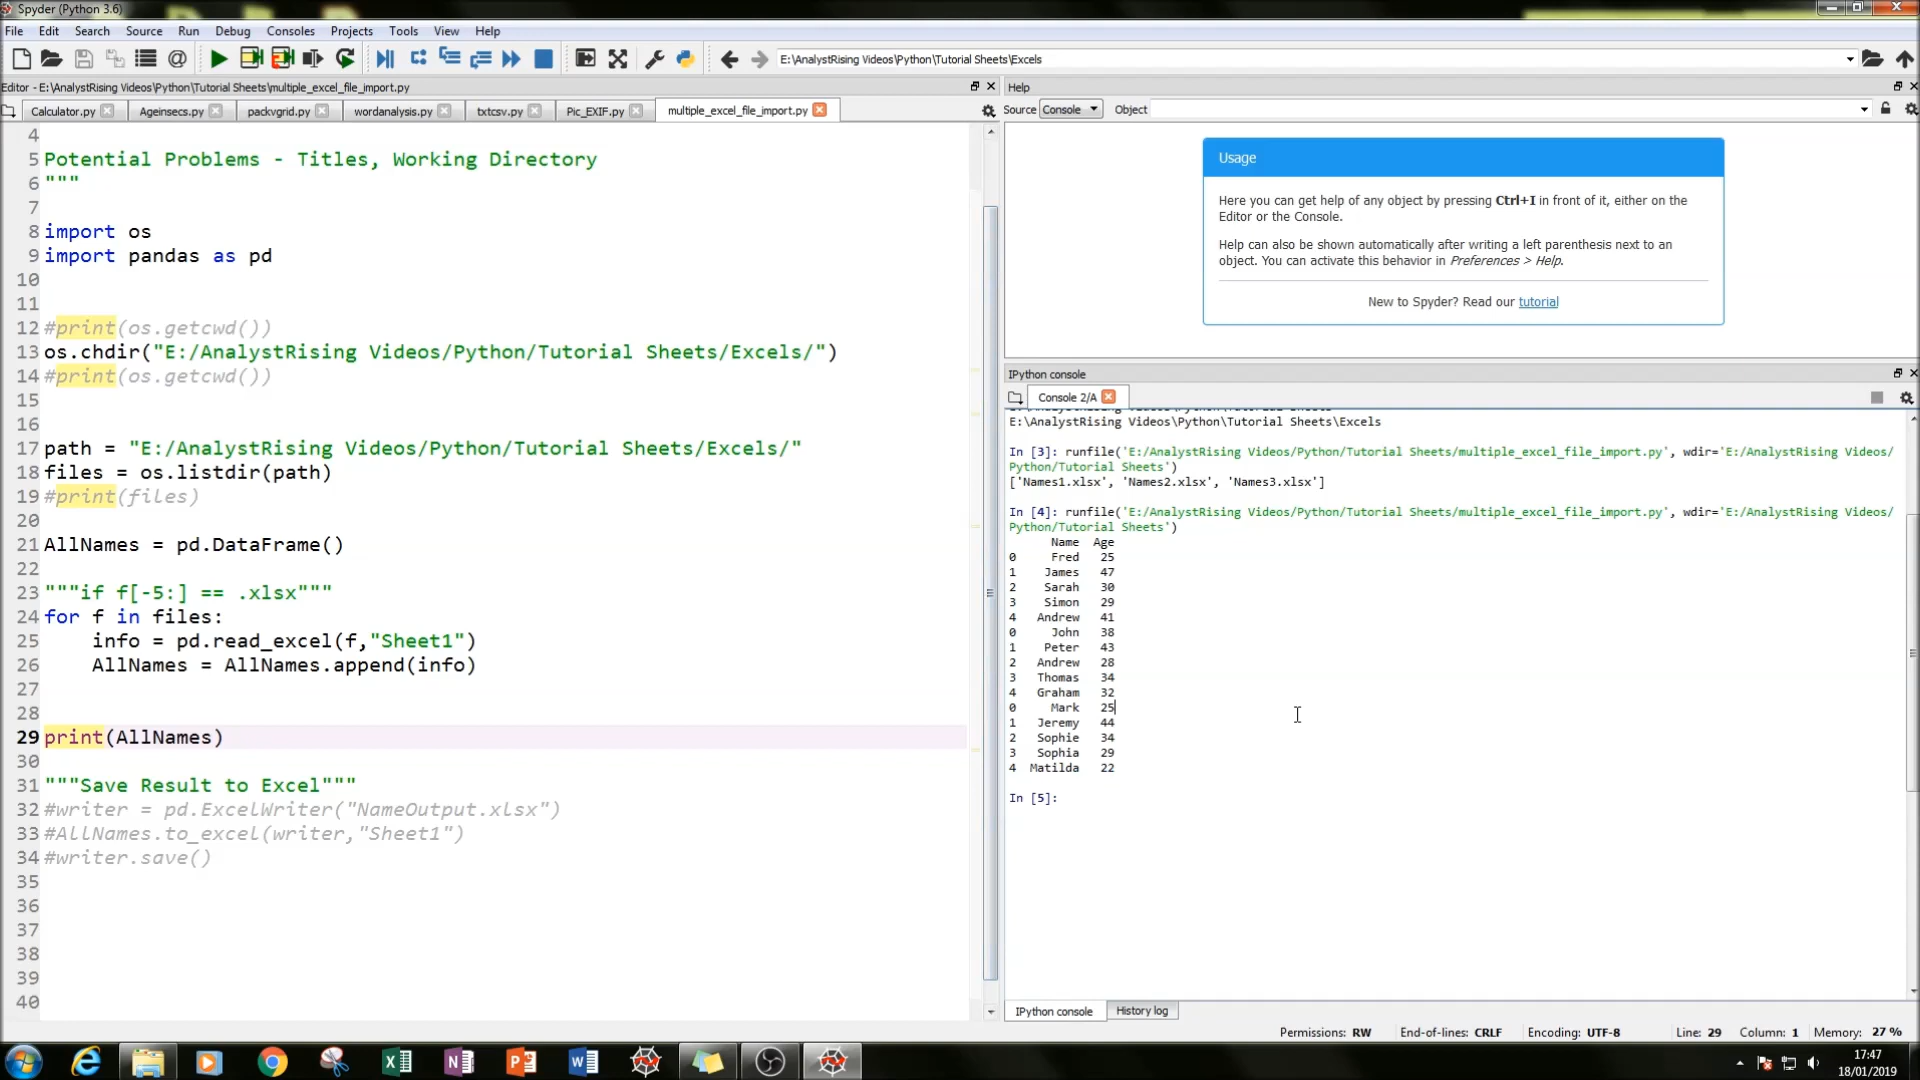 Spyder (Python 3.6)
File Edit Search Source Run Debug Consoles Projects Tools View Help
E:\AnalystRising Videos\Python\Tutorial Sheets\Excels
Editor - E:\AnalystRising Videos\Python\Tutorial Sheets\multiple_excel_file_import.py
Calculator.py Ageinsecs.py packvgrid.py wordanalysis.py txtcsv.py Pic_EXIF.py multiple_excel_file_import.py
4
5 Potential Problems - Titles, Working Directory
6 """
7
8 import os
9 import pandas as pd
10
11
12 #print(os.getcwd())
13 os.chdir("E:/AnalystRising Videos/Python/Tutorial Sheets/Excels/")
14 #print(os.getcwd())
15
16
17 path = "E:/AnalystRising Videos/Python/Tutorial Sheets/Excels/"
18 files = os.listdir(path)
19 #print(files)
20
21 AllNames = pd.DataFrame()
22
23 """if f[-5:] == .xlsx"""
24 for f in files:
25     info = pd.read_excel(f,"Sheet1")
26     AllNames = AllNames.append(info)
27
28
29 print(AllNames)
30
31 """Save Result to Excel"""
32 #writer = pd.ExcelWriter("NameOutput.xlsx")
33 #AllNames.to_excel(writer,"Sheet1")
34 #writer.save()
35
36
37
38
39
40
Help
Source Console Object
Usage
Here you can get help of any object by pressing Ctrl+I in front of it, either on the
Editor or the Console.
Help can also be shown automatically after writing a left parenthesis next to an
object. You can activate this behavior in Preferences > Help.
New to Spyder? Read our tutorial
IPython console
Console 2/A
E:\AnalystRising Videos\Python\Tutorial Sheets\Excels
In [3]: runfile('E:/AnalystRising Videos/Python/Tutorial Sheets/multiple_excel_file_import.py', wdir='E:/AnalystRising Videos/
Python/Tutorial Sheets')
['Names1.xlsx', 'Names2.xlsx', 'Names3.xlsx']
In [4]: runfile('E:/AnalystRising Videos/Python/Tutorial Sheets/multiple_excel_file_import.py', wdir='E:/AnalystRising Videos/
Python/Tutorial Sheets')
Name Age
0 Fred 25
1 James 47
2 Sarah 30
3 Simon 29
4 Andrew 41
0 John 38
1 Peter 43
2 Andrew 28
3 Thomas 34
4 Graham 32
0 Mark 25
1 Jeremy 44
2 Sophie 34
3 Sophia 29
4 Matilda 22
In [5]:
IPython console History log
Permissions: RW End-of-lines: CRLF Encoding: UTF-8 Line: 29 Column: 1 Memory: 27 %
17:47
18/01/2019